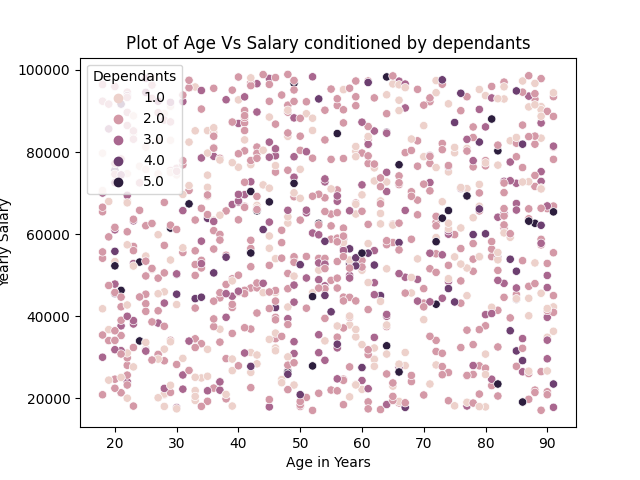 Plot of Age Vs Salary conditioned by dependants
Yearly Salary
100000
80000
60000
40000
20000
Dependants
1.0
2.0
3.0
4.0
5.0
20 30 40 50 60 70 80 90
Age in Years